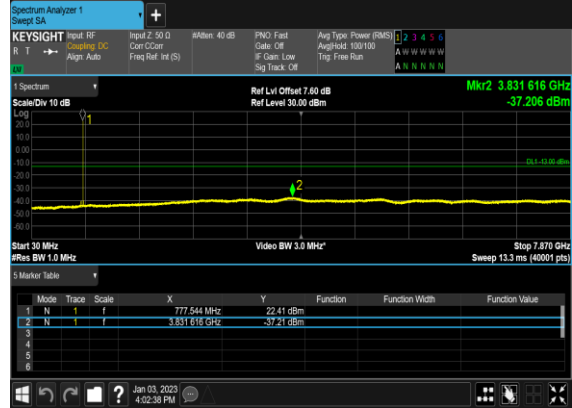 Spectrum Analyzer 1
Swept SA
+
KEYSIGHT Input: RF Input Z: 50 Ω #Atten: 40 dB PNO: Fast Avg Type: Power (RMS) 1 2 3 4 5 6
R T Coupling: DC Corr CCorr Gate: Off Avg|Hold: 100/100 A W W W W W
Align: Auto Freq Ref: Int (S) IF Gain: Low Trig: Free Run
Sig Track: Off A N N N N N
1 Spectrum Ref Lvl Offset 7.60 dB Mkr2 3.831 616 GHz
Scale/Div 10 dB Ref Level 30.00 dBm -37.206 dBm
Log
20.0
10.0
0.00
-10.0
-20.0
-30.0
-40.0
-50.0
-60.0
1
2
DL1 -13.00 dBm
Start 30 MHz Video BW 3.0 MHz* Stop 7.870 GHz
#Res BW 1.0 MHz Sweep 13.3 ms (40001 pts)
5 Marker Table
Mode Trace Scale X Y Function Function Width Function Value
1 N 1 f 777.544 MHz 22.41 dBm
2 N 1 f 3.831 616 GHz -37.21 dBm
3
4
5
6
? Jan 03, 2023
4:02:38 PM